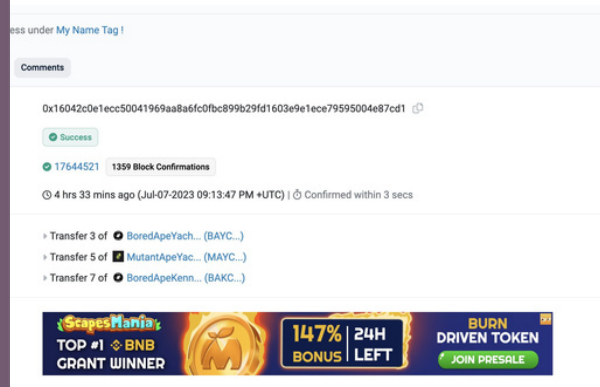 ess under My Name Tag !
Comments
0x16042c0e1ecc50041969aa8a6fc0fbc899b29fd1603e9e1ece79595004e87cd1
Success
17644521 1359 Block Confirmations
4 hrs 33 mins ago (Jul-07-2023 09:13:47 PM +UTC) | Confirmed within 3 secs
Transfer 3 of BoredApeYach... (BAYC...)
Transfer 5 of MutantApeYac... (MAYC...)
Transfer 7 of BoredApeKenn... (BAKC...)
ScapesMania
TOP #1 BNB
GRANT WINNER
147% 24H
BONUS LEFT
BURN
DRIVEN TOKEN
JOIN PRESALE